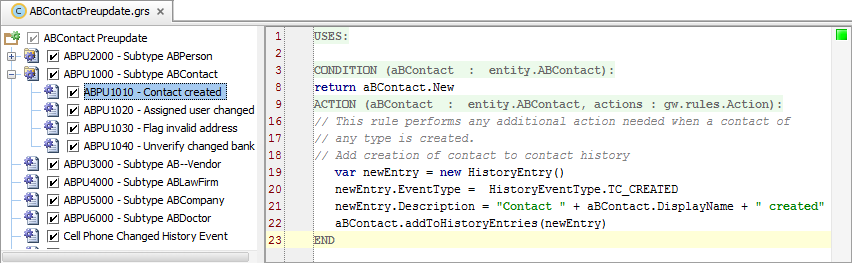 ABContactPreupdate.grs
ABContact Preupdate
ABPU2000 - Subtype ABPerson
ABPU1000 - Subtype ABContact
ABPU1010 - Contact created
ABPU1020 - Assigned user changed
ABPU1030 - Flag invalid address
ABPU1040 - Unverify changed bank
ABPU3000 - Subtype AB--Vendor
ABPU4000 - Subtype ABLawFirm
ABPU5000 - Subtype ABCompany
ABPU6000 - Subtype ABDoctor
Cell Phone Changed History Event
1 USES:
2
3 CONDITION (aBContact : entity.ABContact):
8 return aBContact.New
9 ACTION (aBContact : entity.ABContact, actions : gw.rules.Action):
16 // This rule performs any additional action needed when a contact of
17 // any type is created.
18 // Add creation of contact to contact history
19 var newEntry = new HistoryEntry()
20 newEntry.EventType = HistoryEventType.TC_CREATED
21 newEntry.Description = "Contact " + aBContact.DisplayName + " created"
22 aBContact.addToHistoryEntries(newEntry)
23 END